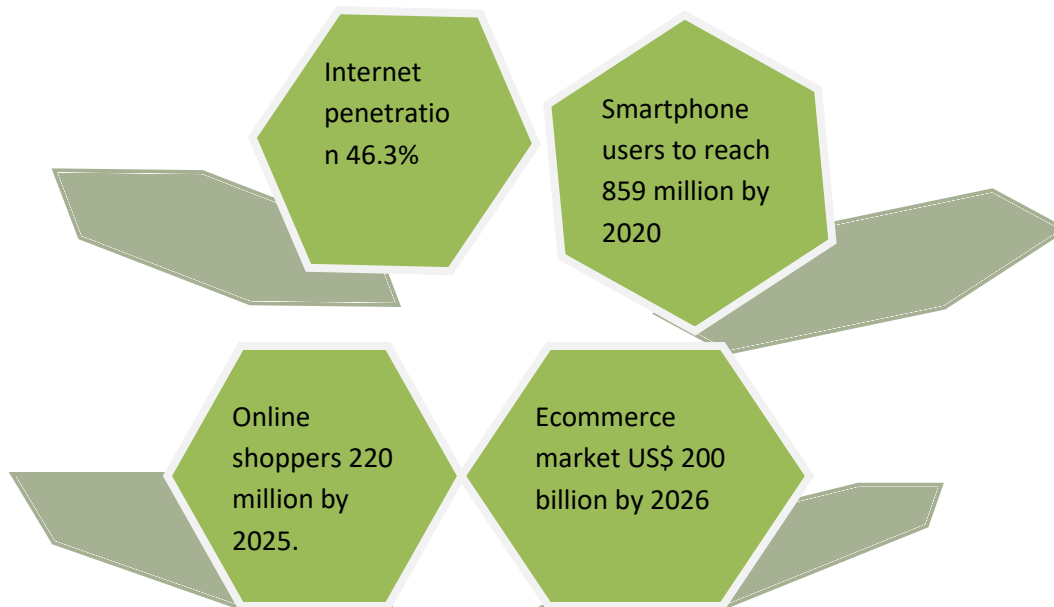 Internet
penetratio
n 46.3%
Smartphone
users to reach
859 million by
2020
Online
shoppers 220
million by
2025.
Ecommerce
market US$ 200
billion by 2026